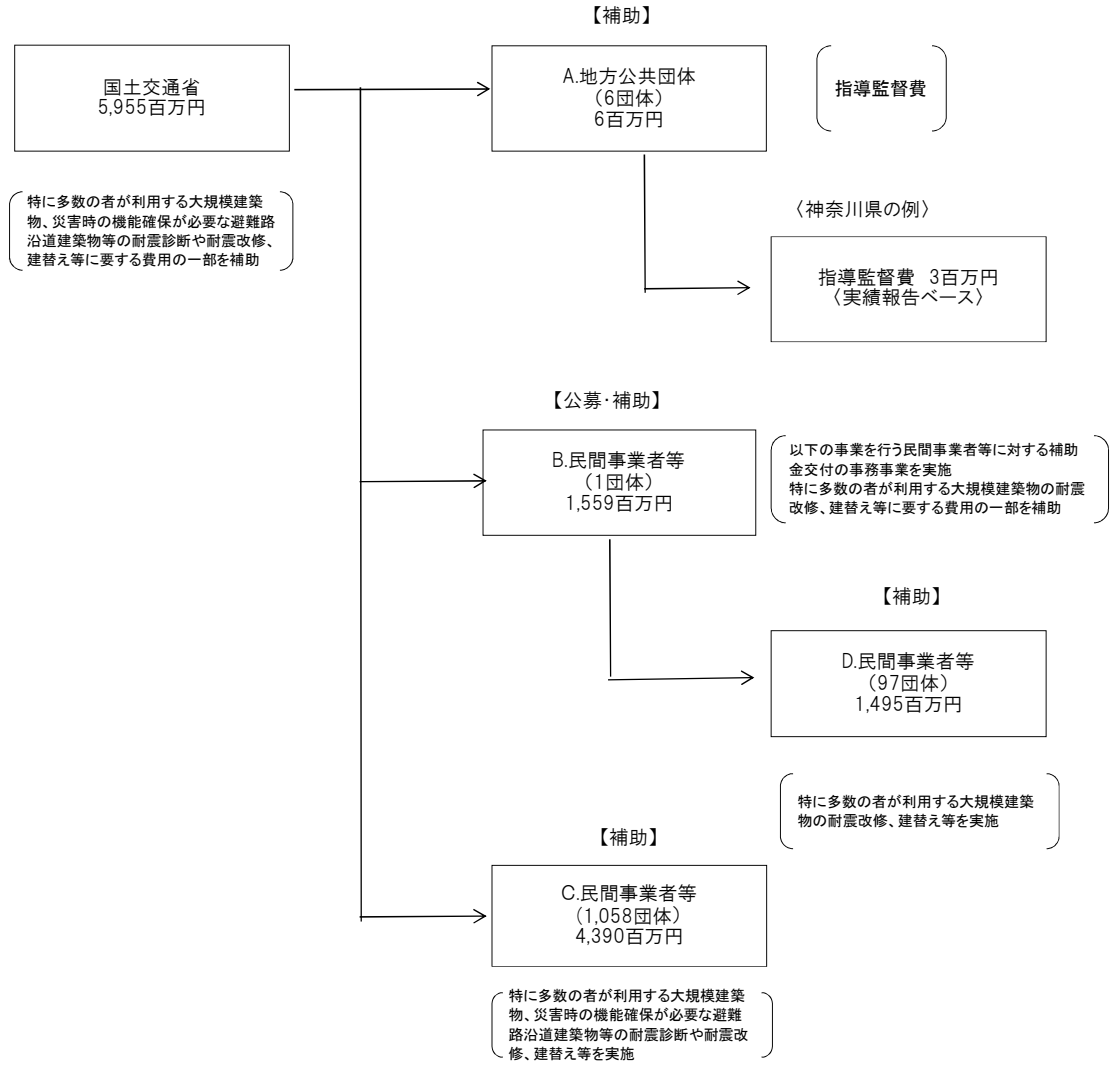 【補助】
国土交通省
5,955百万円
A.地方公共団体
（6団体）
6百万円
指導監督費
特に多数の者が利用する大規模建築
物、災害時の機能確保が必要な避難路
沿道建築物等の耐震診断や耐震改修、
建替え等に要する費用の一部を補助
〈神奈川県の例〉
指導監督費　3百万円
〈実績報告ベース〉
【公募・補助】
B.民間事業者等
（1団体）
1,559百万円
以下の事業を行う民間事業者等に対する補助
金交付の事務事業を実施
特に多数の者が利用する大規模建築物の耐震
改修、建替え等に要する費用の一部を補助
【補助】
D.民間事業者等
（97団体）
1,495百万円
特に多数の者が利用する大規模建築
物の耐震改修、建替え等を実施
【補助】
C.民間事業者等
（1,058団体）
4,390百万円
特に多数の者が利用する大規模建築
物、災害時の機能確保が必要な避難
路沿道建築物等の耐震診断や耐震改
修、建替え等を実施